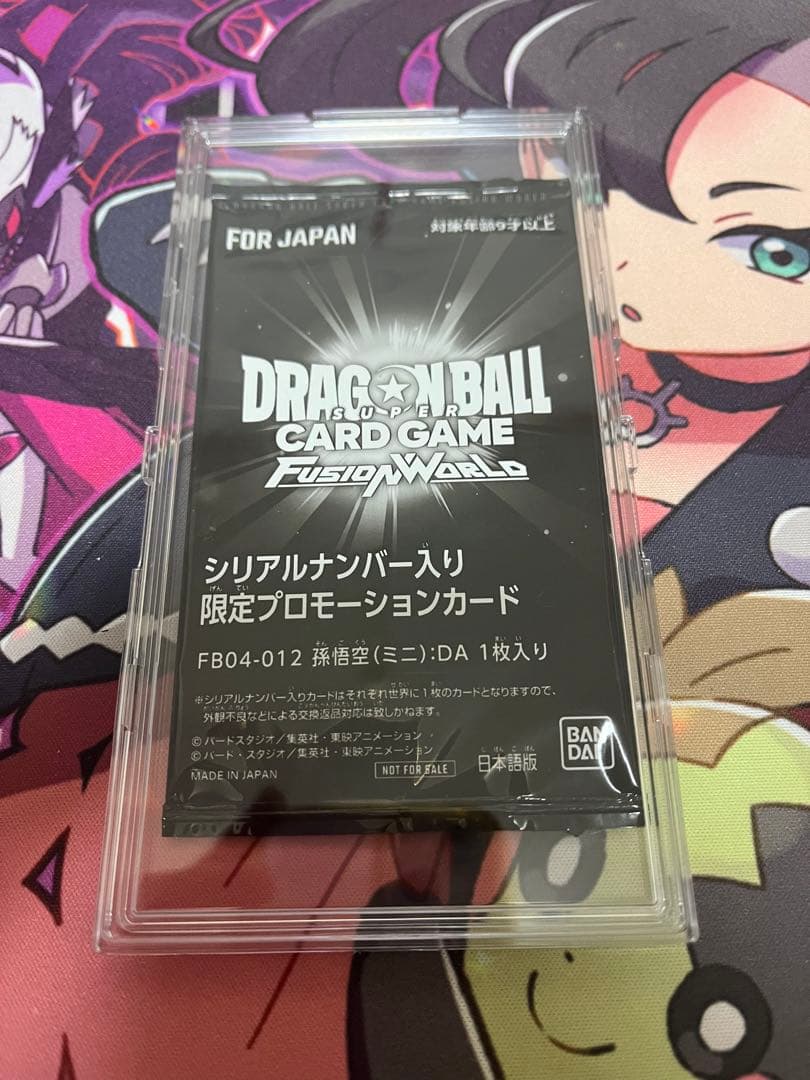 FOR JAPAN
対象年齢9才以上
DRAGON BALL
SUPER
CARD GAME
FUSION WORLD
シリアルナンバー入り
限定プロモーションカード
FB04-012 孫悟空(ミニ):DA 1枚入り
※シリアルナンバー入りカードはそれぞれ世界に1枚のカードとなりますので、
外観不良などによる交換返品対応は致しかねます。
©バードスタジオ/集英社・東映アニメーション
©バード・スタジオ/集英社・東映アニメーション
MADE IN JAPAN
NOT FOR SALE
日本語版
BAN
DAI